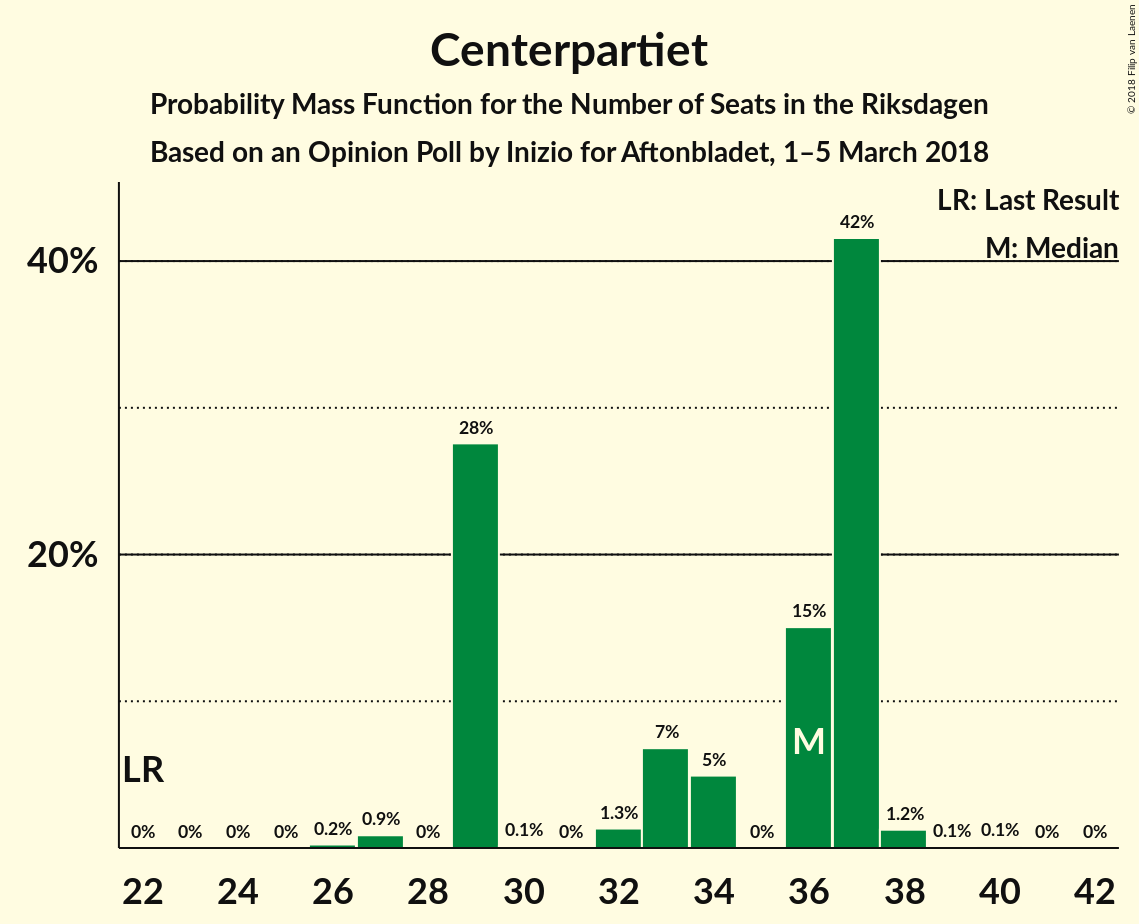 Centerpartiet
Probability Mass Function for the Number of Seats in the Riksdagen
Based on an Opinion Poll by Inizio for Aftonbladet, 1–5 March 2018
© 2018 Filip van Laenen
LR: Last Result
M: Median
40%
20%
LR
0% 0% 0% 0% 0.2% 0.9% 0% 28% 0.1% 0% 1.3% 7% 5% 0% 15% 42% 1.2% 0.1% 0.1% 0% 0%
M
22 24 26 28 30 32 34 36 38 40 42